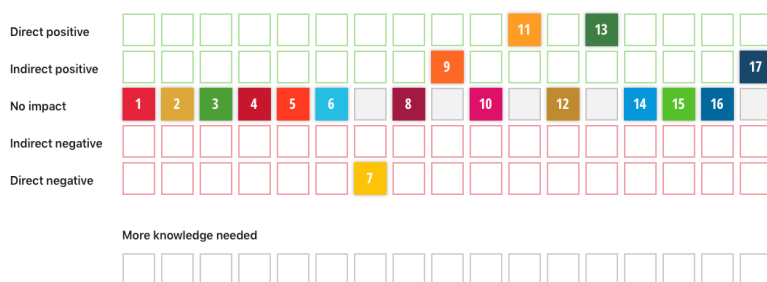 Direct positive 11 13
Indirect positive 9 17
No impact 1 2 3 4 5 6 8 10 12 14 15 16
Indirect negative
Direct negative 7
More knowledge needed